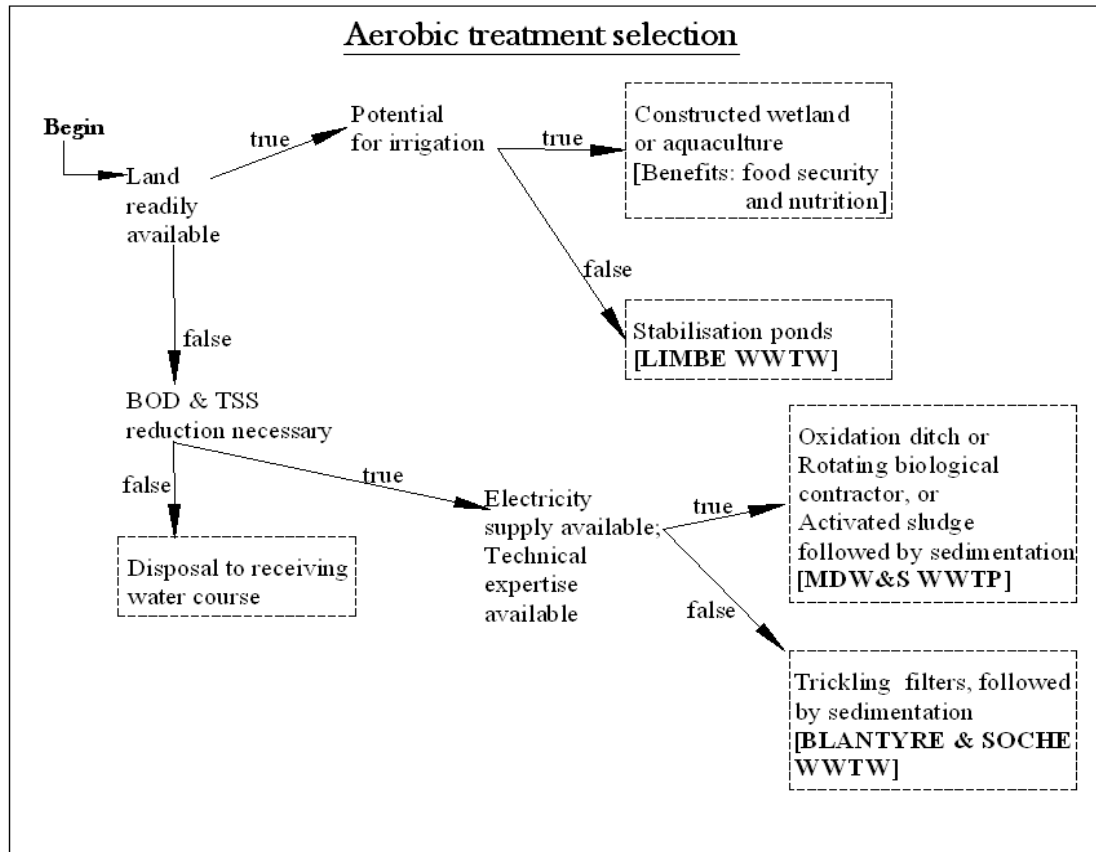 Aerobic treatment selection
Begin
Land
readily
available
true
Potential
for irrigation
true
Constructed wetland
or aquaculture
[Benefits: food security
and nutrition]
false
Stabilisation ponds
[LIMBE WWTW]
false
BOD & TSS
reduction necessary
false
Disposal to receiving
water course
true
Electricity
supply available;
Technical
expertise
available
true
Oxidation ditch or
Rotating biological
contractor, or
Activated sludge
followed by sedimentation
[MDW&S WWTP]
false
Trickling filters, followed
by sedimentation
[BLANTYRE & SOCHE
WWTW]